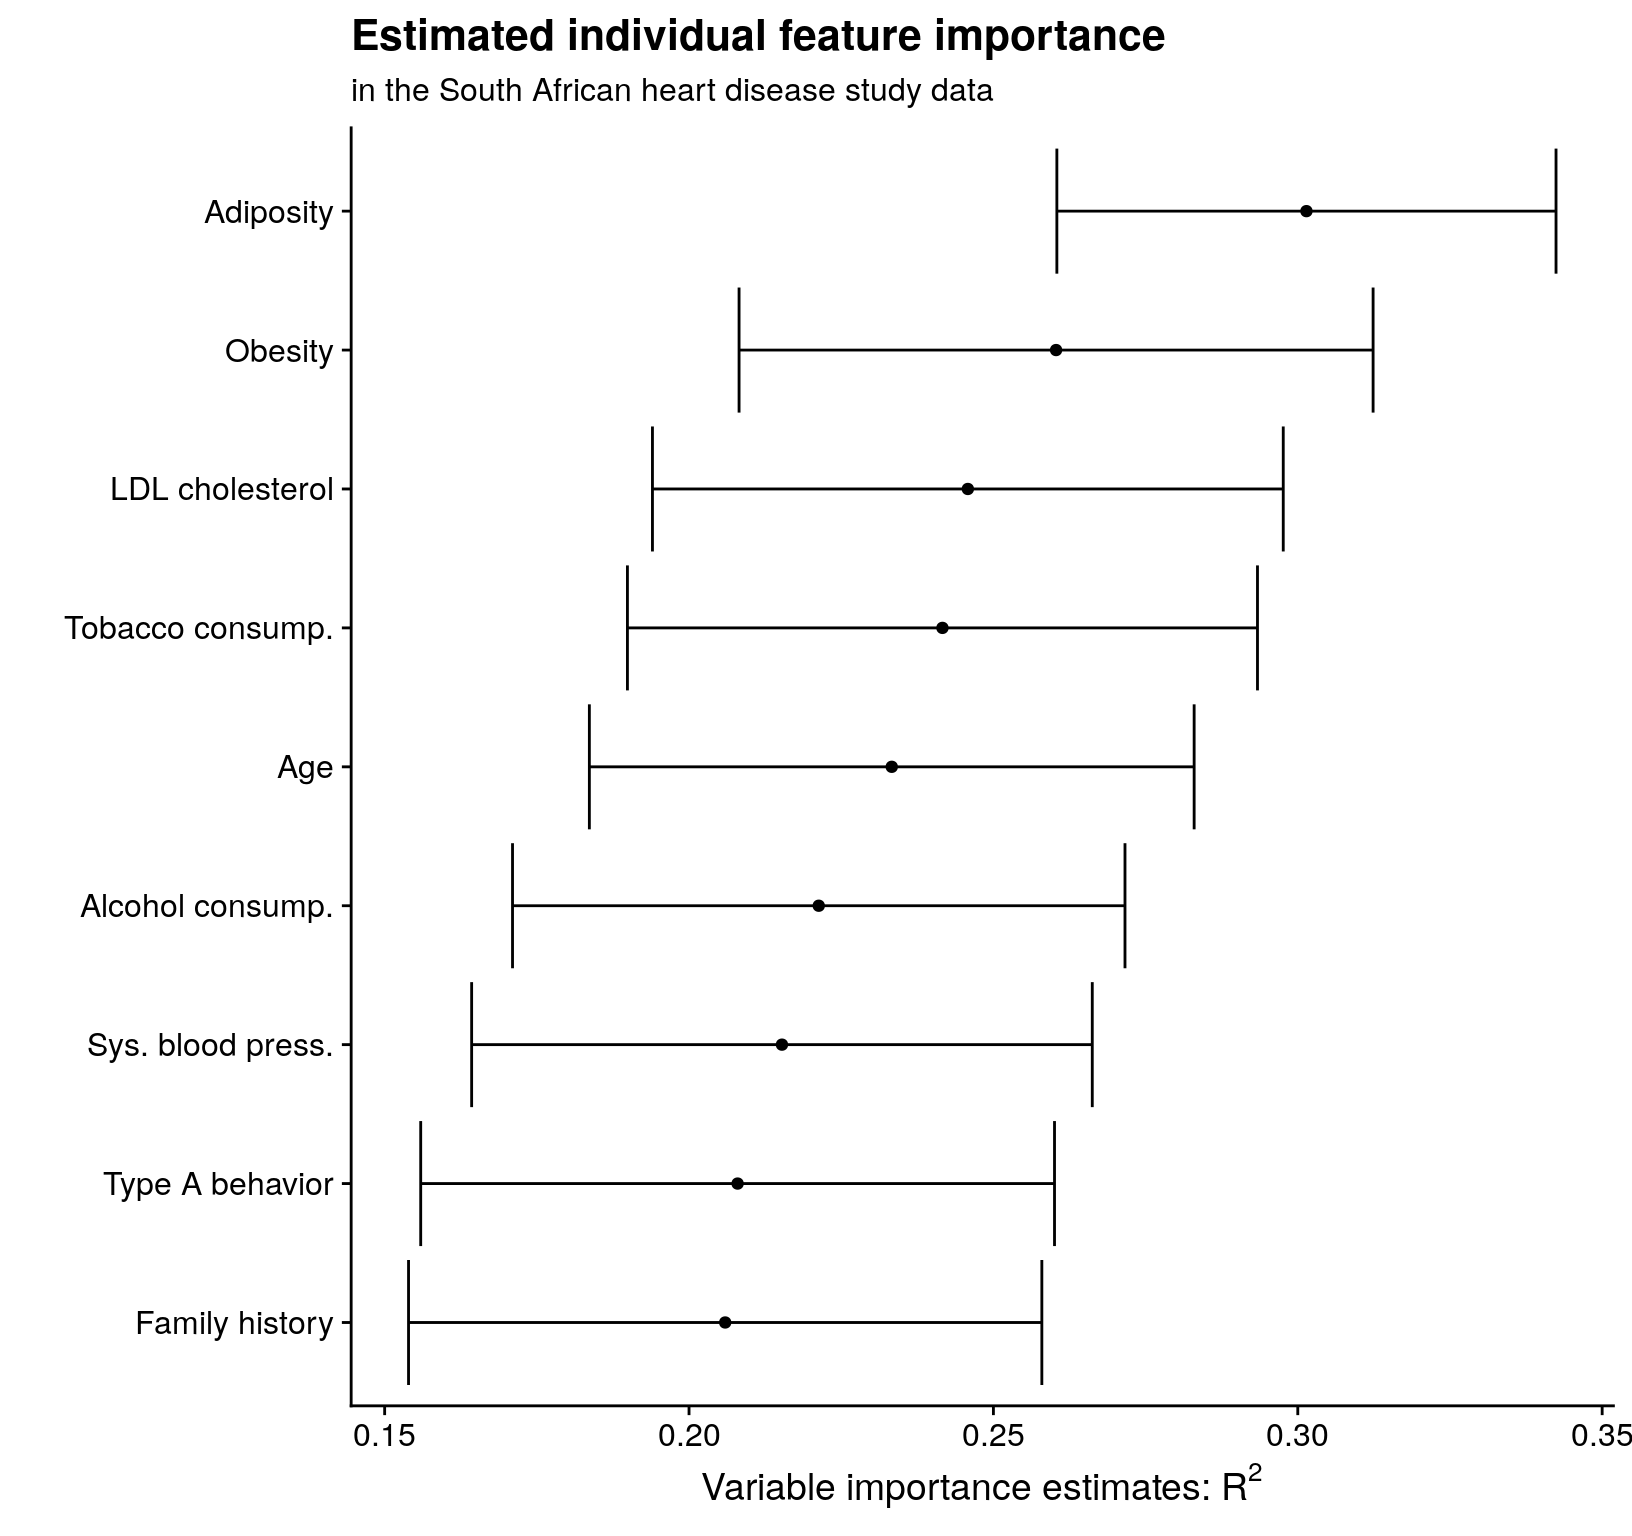 Estimated individual feature importance
in the South African heart disease study data
Adiposity
Obesity
LDL cholesterol
Tobacco consump.
Age
Alcohol consump.
Sys. blood press.
Type A behavior
Family history
0.15 0.20 0.25 0.30 0.35
Variable importance estimates: R²